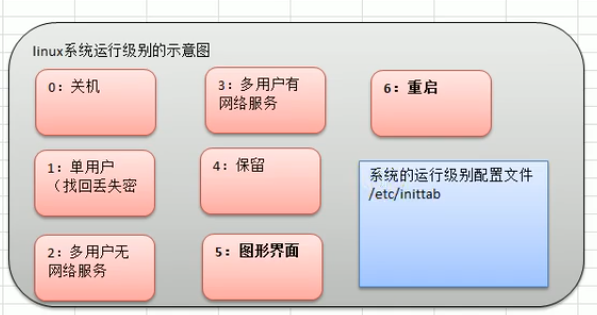 linux系统运行级别的示意图
0：关机
1：单用户
（找回丢失密
2：多用户无
网络服务
3：多用户有
网络服务
4：保留
5：图形界面
6：重启
系统的运行级别配置文件
/etc/inittab